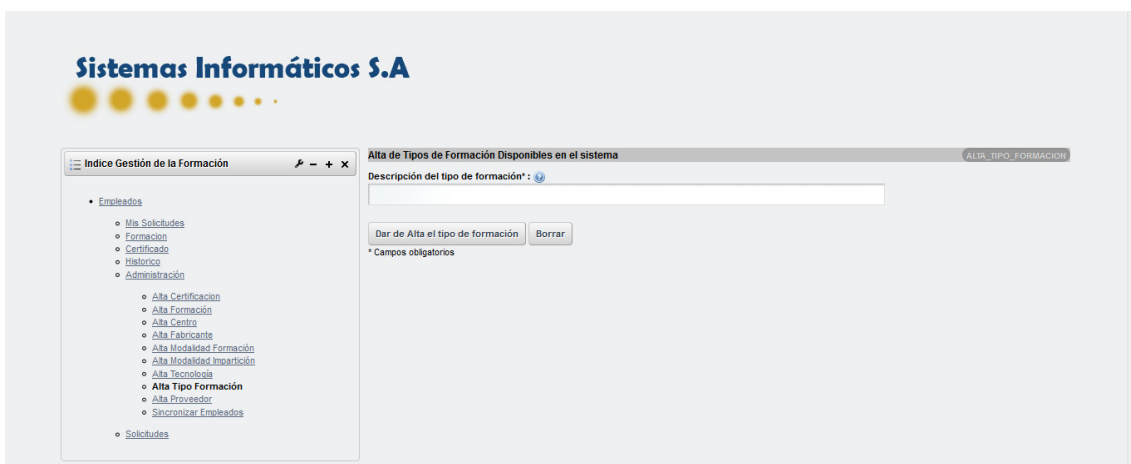 Sistemas Informáticos S.A
Indice Gestión de la Formación
Empleados
Mis Solicitudes
Formacion
Certificado
Historico
Administración
Alta Certificacion
Alta Formación
Alta Centro
Alta Fabricante
Alta Modalidad Formación
Alta Modalidad Impartición
Alta Tecnología
Alta Tipo Formación
Alta Proveedor
Sincronizar Empleados
Solicitudes
Alta de Tipos de Formación Disponibles en el sistema ALTA_TIPO_FORMACION
Descripción del tipo de formación* :
Dar de Alta el tipo de formación Borrar
* Campos obligatorios